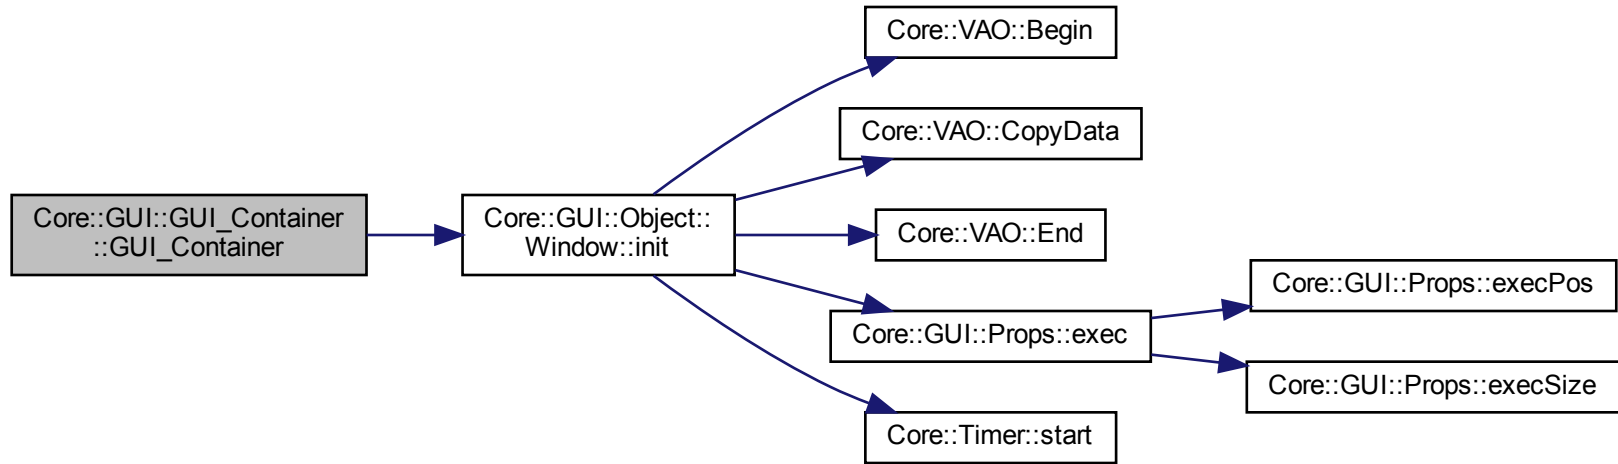 Core::VAO::Begin
Core::VAO::CopyData
Core::GUI::GUI_Container
::GUI_Container
Core::GUI::Object::
Window::init
Core::VAO::End
Core::GUI::Props::execPos
Core::GUI::Props::exec
Core::GUI::Props::execSize
Core::Timer::start